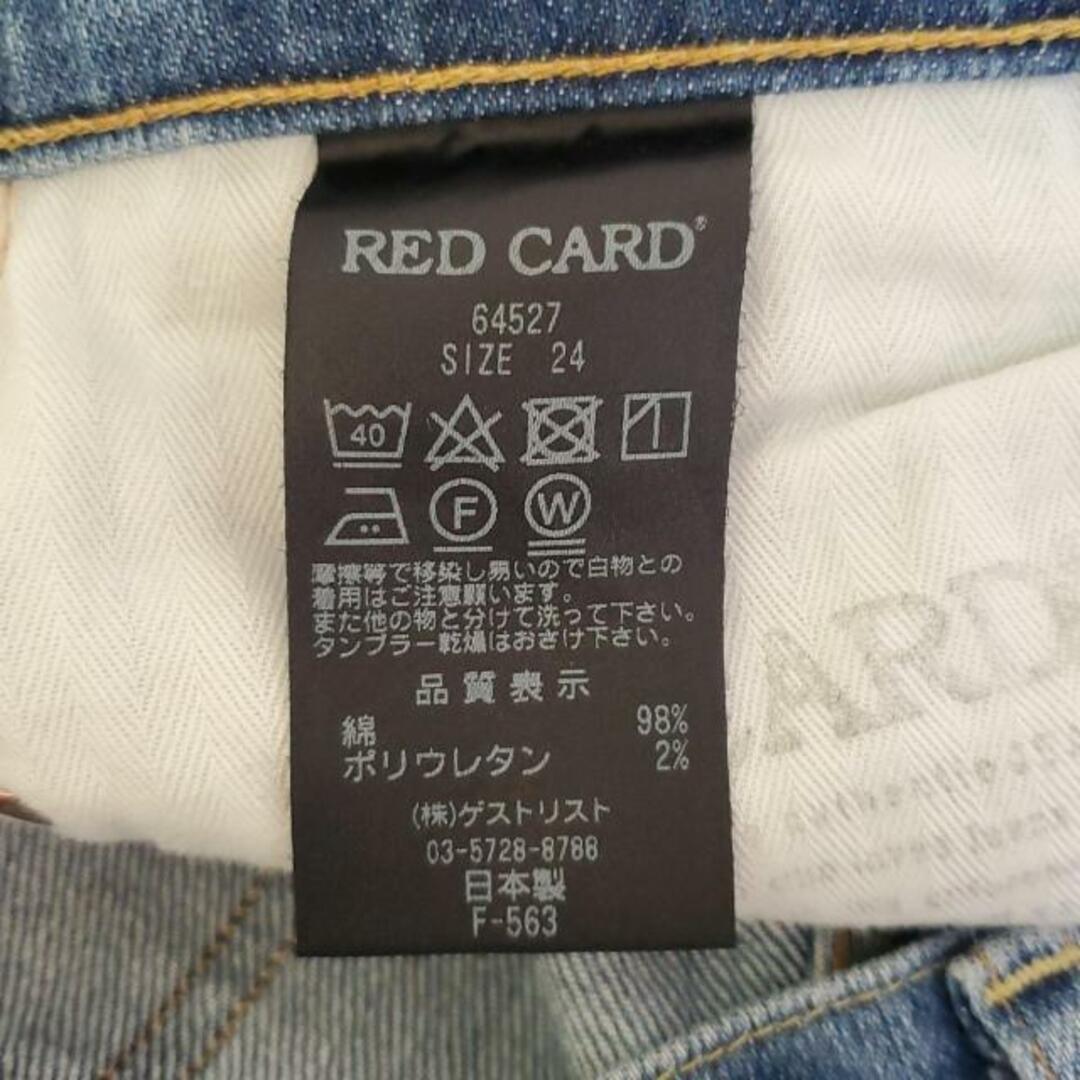 RED CARD®
64527
SIZE 24
40
F W
摩擦等で移染し易いので白物との
着用はご注意願います。
また他の物と分けて洗って下さい。
タンブラー乾燥はおさけ下さい。
品質表示
綿 98%
ポリウレタン 2%
(株)ゲストリスト
03-5728-8788
日本製
F-563
ARD